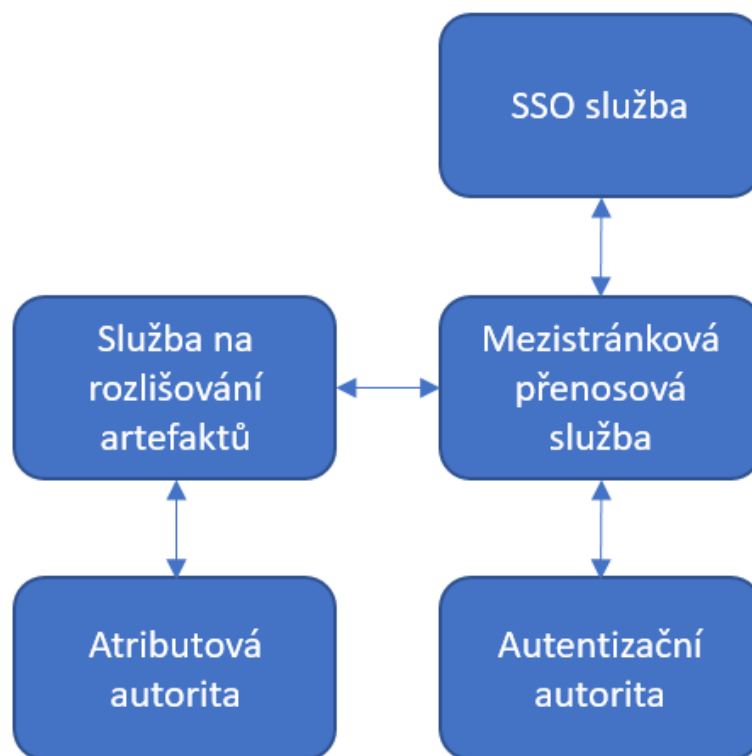 SSO služba
Služba na
rozlišování
artefaktů
Mezistránková
přenosová
služba
Atributová
autorita
Autentizační
autorita